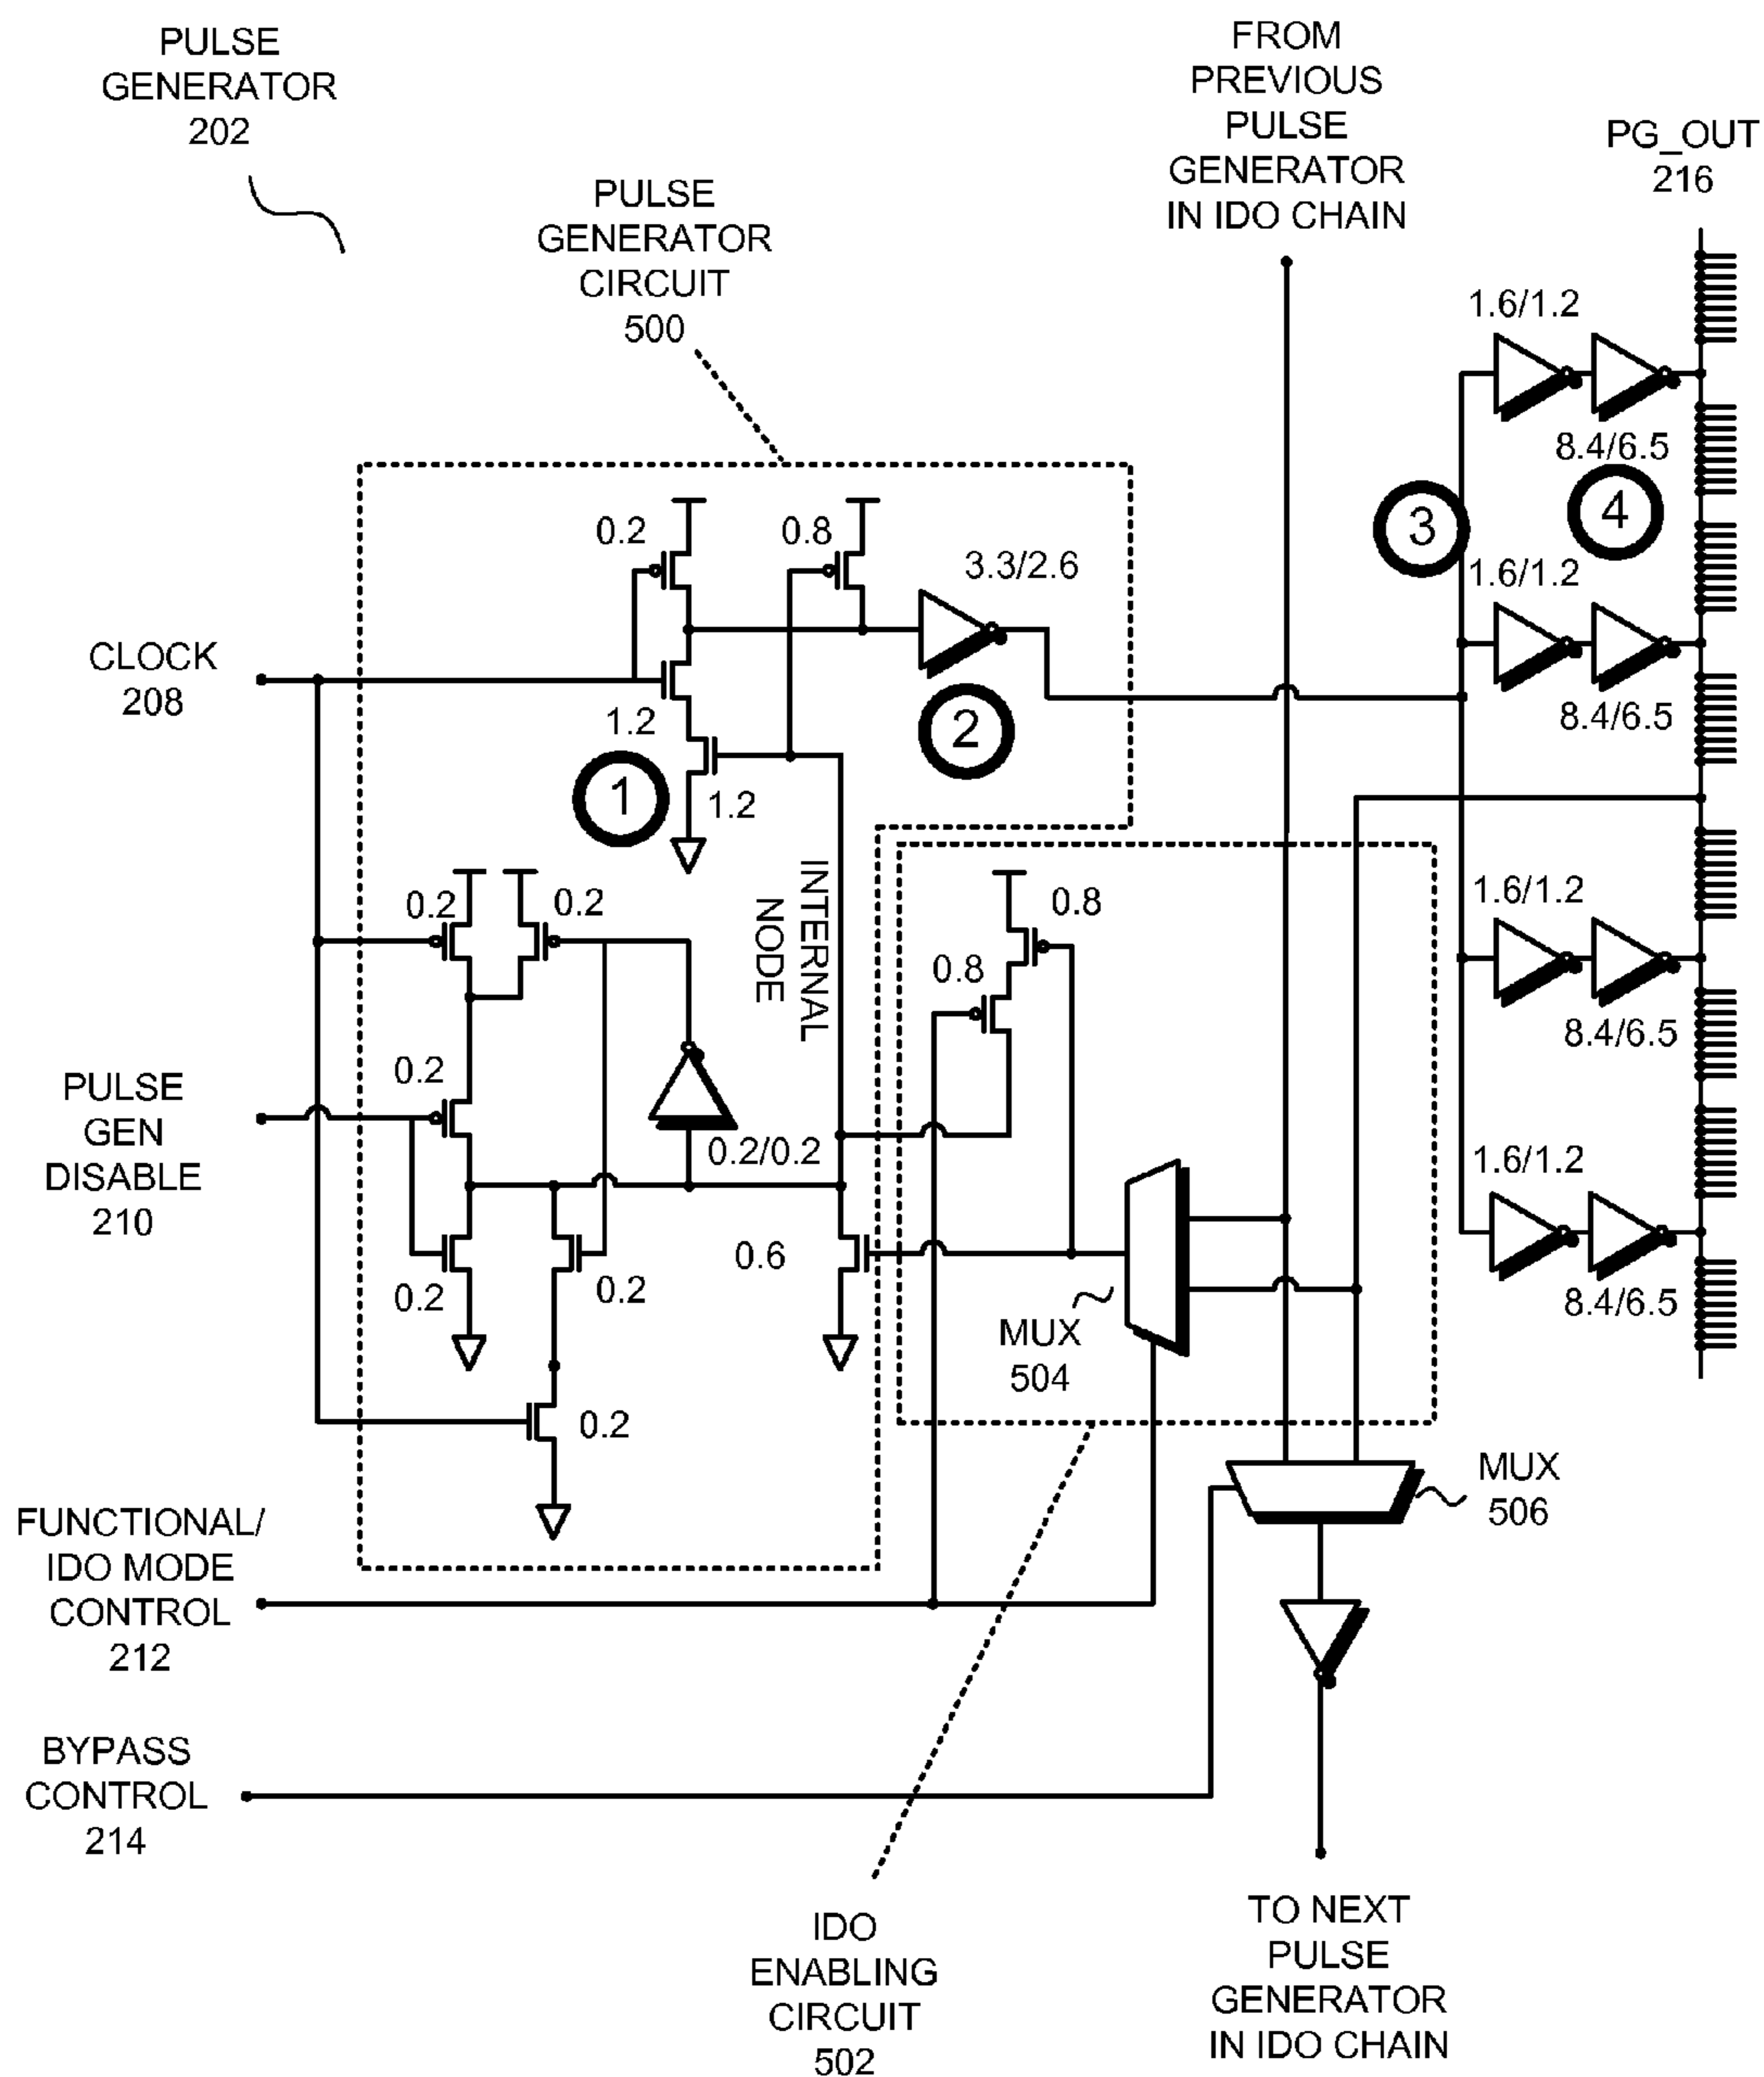 PULSE
GENERATOR
202
PULSE
GENERATOR
CIRCUIT
500
FROM
PREVIOUS
PULSE
GENERATOR
IN IDO CHAIN
PG_OUT
216
1.6/1.2
8.4/6.5
3
4
1.6/1.2
8.4/6.5
1.6/1.2
8.4/6.5
1.6/1.2
8.4/6.5
0.2
0.8
3.3/2.6
CLOCK
208
1.2
1
1.2
2
INTERNAL
NODE
0.2
0.2
0.8
0.8
0.2
PULSE
GEN
DISABLE
210
0.2/0.2
0.2
0.2
0.6
0.2
MUX
504
MUX
506
FUNCTIONAL/
IDO MODE
CONTROL
212
BYPASS
CONTROL
214
IDO
ENABLING
CIRCUIT
502
TO NEXT
PULSE
GENERATOR
IN IDO CHAIN